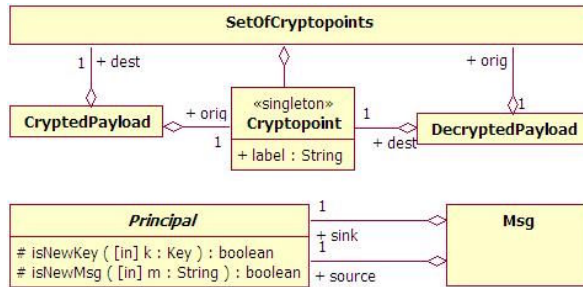 SetOfCryptopoints
1 + dest
+ orig
CryptedPayload
+ orig
1
«singleton»
Cryptopoint
+ label : String
1
+ dest
1
DecryptedPayload
Principal
# isNewKey ( [in] k : Key ) : boolean
# isNewMsg ( [in] m : String ) : boolean
1
+ sink
1
+ source
Msg